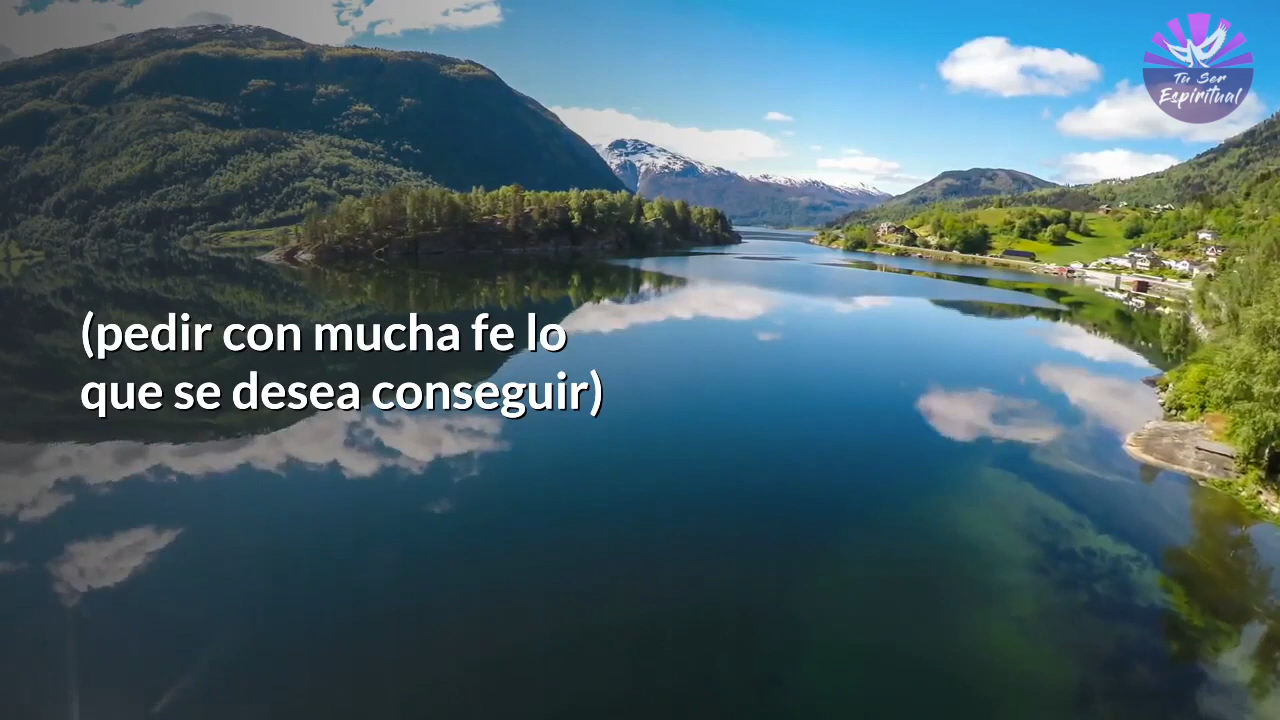 Tu Ser
Espiritual
(pedir con mucha fe lo
que se desea conseguir)